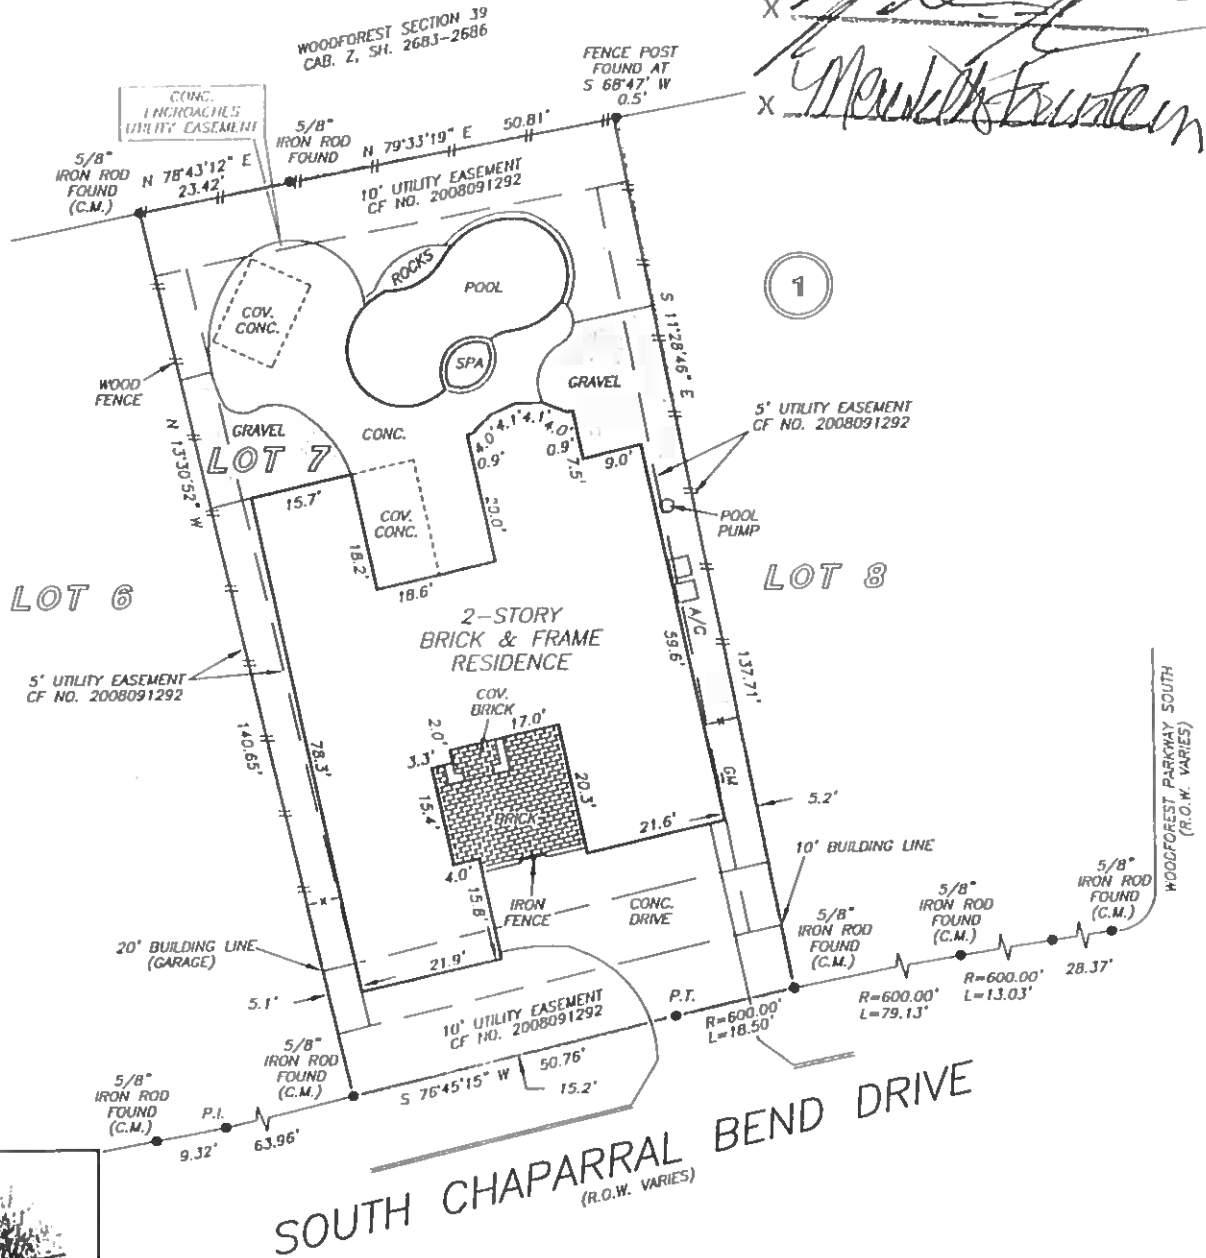 WOODFOREST SECTION 39
CAB. Z, SH. 2683-2686
X
X Meredith Fountain
FENCE POST
FOUND AT
S 68°47' W
0.5'
CONC.
ENCROACHES
UTILITY EASEMENT
5/8"
IRON ROD
FOUND
5/8"
IRON ROD
FOUND
(C.M.)
N 78°43'12" E
23.42'
N 79°33'19" E
50.81'
10' UTILITY EASEMENT
CF NO. 2008091292
ROCKS
POOL
1
COV.
CONC.
SPA
S 11°28'46" E
137.71'
WOOD
FENCE
GRAVEL
5' UTILITY EASEMENT
CF NO. 2008091292
N 13°30'52" W
140.65'
GRAVEL
CONC.
LOT 7
4.0'
4.1'
4.1'
4.0'
0.9'
0.9'
7.5'
9.0'
15.7'
COV.
CONC.
POOL
PUMP
18.2'
18.6'
LOT 6
LOT 8
2-STORY
BRICK & FRAME
RESIDENCE
A/C
59.6'
5' UTILITY EASEMENT
CF NO. 2008091292
COV.
BRICK
2.0'
17.0'
3.3'
78.3'
15.4'
20.3'
BRICK
GM
5.2'
21.6'
10' BUILDING LINE
4.0'
15.8'
IRON
FENCE
CONC.
DRIVE
WOODFOREST PARKWAY SOUTH
(R.O.W. VARIES)
5/8"
IRON ROD
FOUND
(C.M.)
5/8"
IRON ROD
FOUND
(C.M.)
5/8"
IRON ROD
FOUND
(C.M.)
20' BUILDING LINE
(GARAGE)
21.9'
5.1'
10' UTILITY EASEMENT
CF NO. 2008091292
P.T.
R=600.00'
L=18.50'
R=600.00'
L=79.13'
R=600.00'
L=13.03'
28.37'
5/8"
IRON ROD
FOUND
(C.M.)
5/8"
IRON ROD
FOUND
(C.M.)
P.I.
9.32'
63.96'
S 76°45'15" W
50.76'
15.2'
SOUTH CHAPARRAL BEND DRIVE
(R.O.W. VARIES)